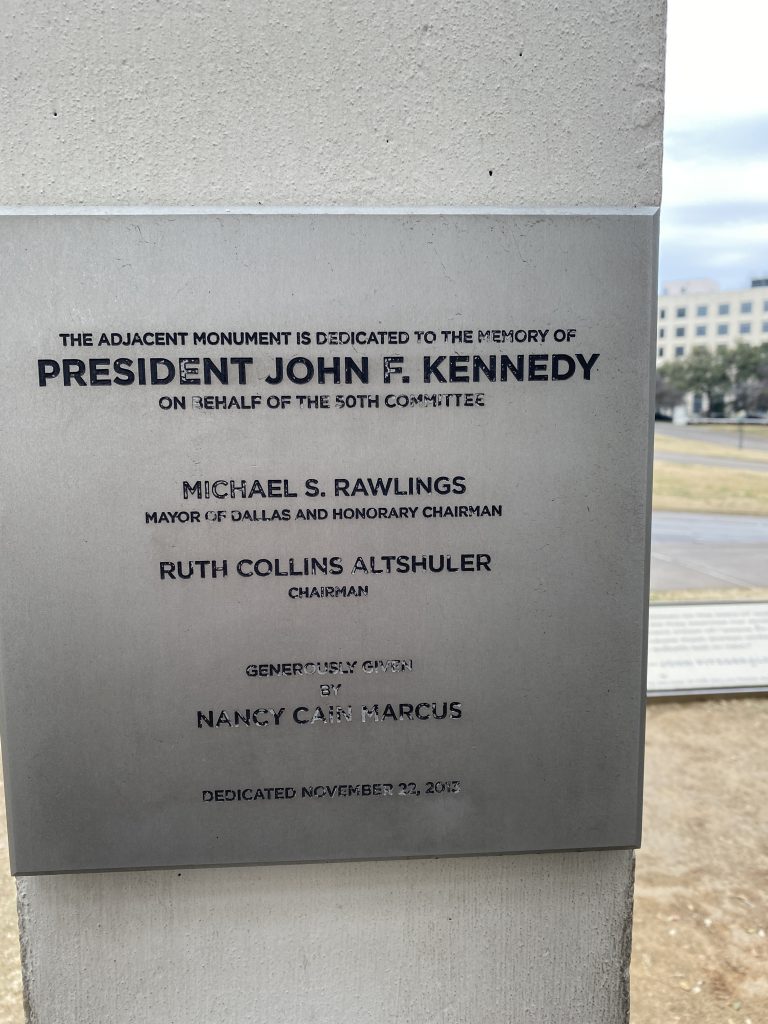 THE ADJACENT MONUMENT IS DEDICATED TO THE MEMORY OF
PRESIDENT JOHN F. KENNEDY
ON BEHALF OF THE 50TH COMMITTEE
MICHAEL S. RAWLINGS
MAYOR OF DALLAS AND HONORARY CHAIRMAN
RUTH COLLINS ALTSHULER
CHAIRMAN
GENEROUSLY GIVEN
BY
NANCY CAIN MARCUS
DEDICATED NOVEMBER 22, 2013